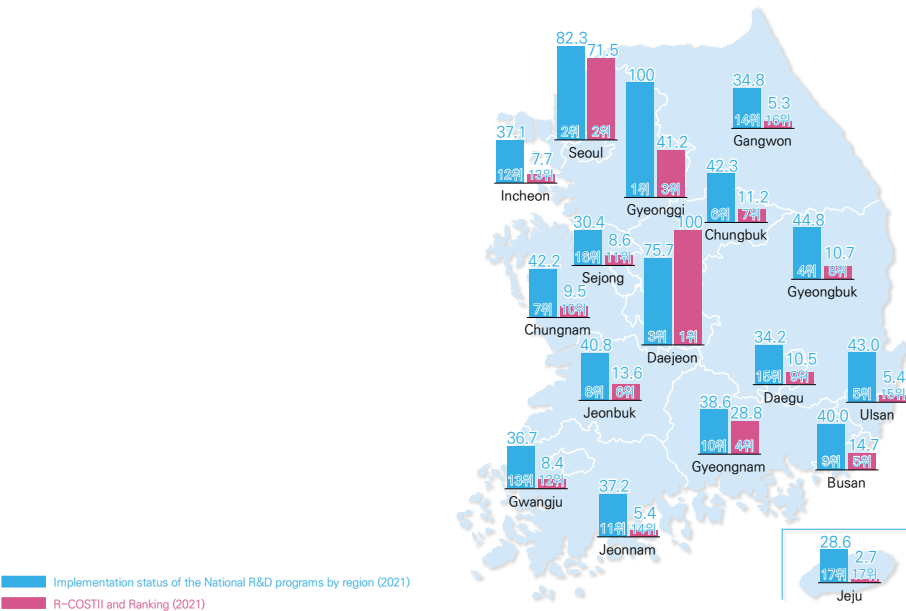 82.3
71.5
2위 2위
Seoul
100
41.2
1위 3위
Gyeonggi
34.8
5.3
14위 16위
Gangwon
37.1
7.7
12위 13위
Incheon
42.3
11.2
6위 7위
Chungbuk
30.4
8.6
16위 11위
Sejong
44.8
10.7
4위 8위
Gyeongbuk
42.2
9.5
7위 10위
Chungnam
75.7
100
3위 1위
Daejeon
40.8
13.6
8위 6위
Jeonbuk
34.2
10.5
15위 9위
Daegu
43.0
5.4
5위 15위
Ulsan
38.6
28.8
10위 4위
Gyeongnam
40.0
14.7
9위 5위
Busan
36.7
8.4
13위 12위
Gwangju
37.2
5.4
11위 14위
Jeonnam
28.6
2.7
17위 17위
Jeju
Implementation status of the National R&D programs by region (2021)
R-COSTII and Ranking (2021)